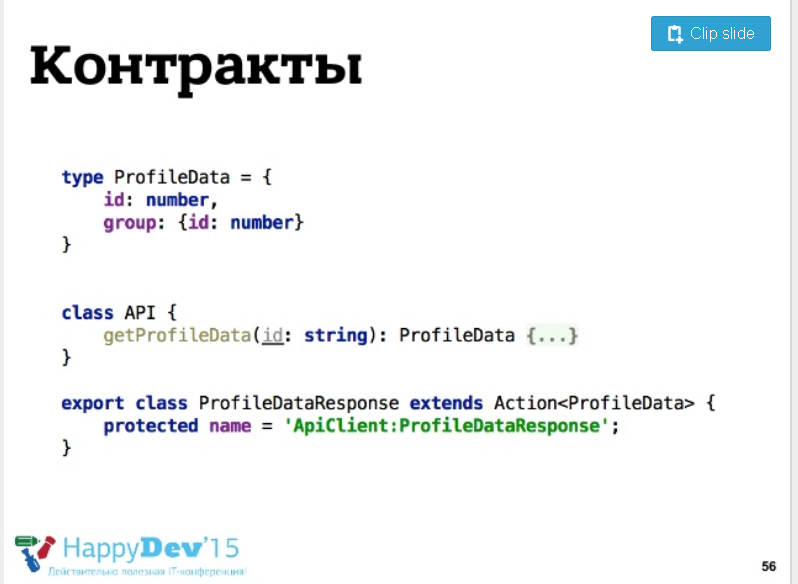 Clip slide
Контракты
type ProfileData = {
    id: number,
    group: {id: number}
}
class API {
    getProfileData(id: string): ProfileData {...}
}
export class ProfileDataResponse extends Action<ProfileData> {
    protected name = 'ApiClient:ProfileDataResponse';
}
HappyDev'15
Действительно полезная IT-конференция!
56